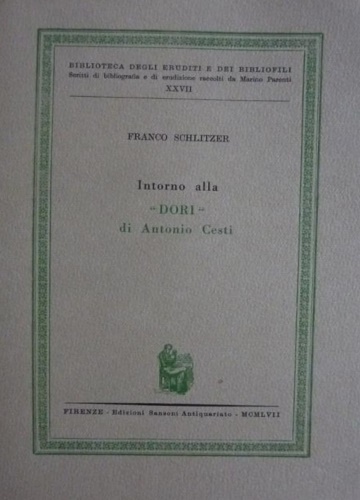 BIBLIOTECA DEGLI ERUDITI E DEI BIBLIOFILI
Scritti di bibliografia e di erudizione raccolti da Marino Parenti
XXVII
FRANCO SCHLITZER
Intorno alla
"DORI"
di Antonio Cesti
FIRENZE - Edizioni Sansoni Antiquariato - MCMLVII